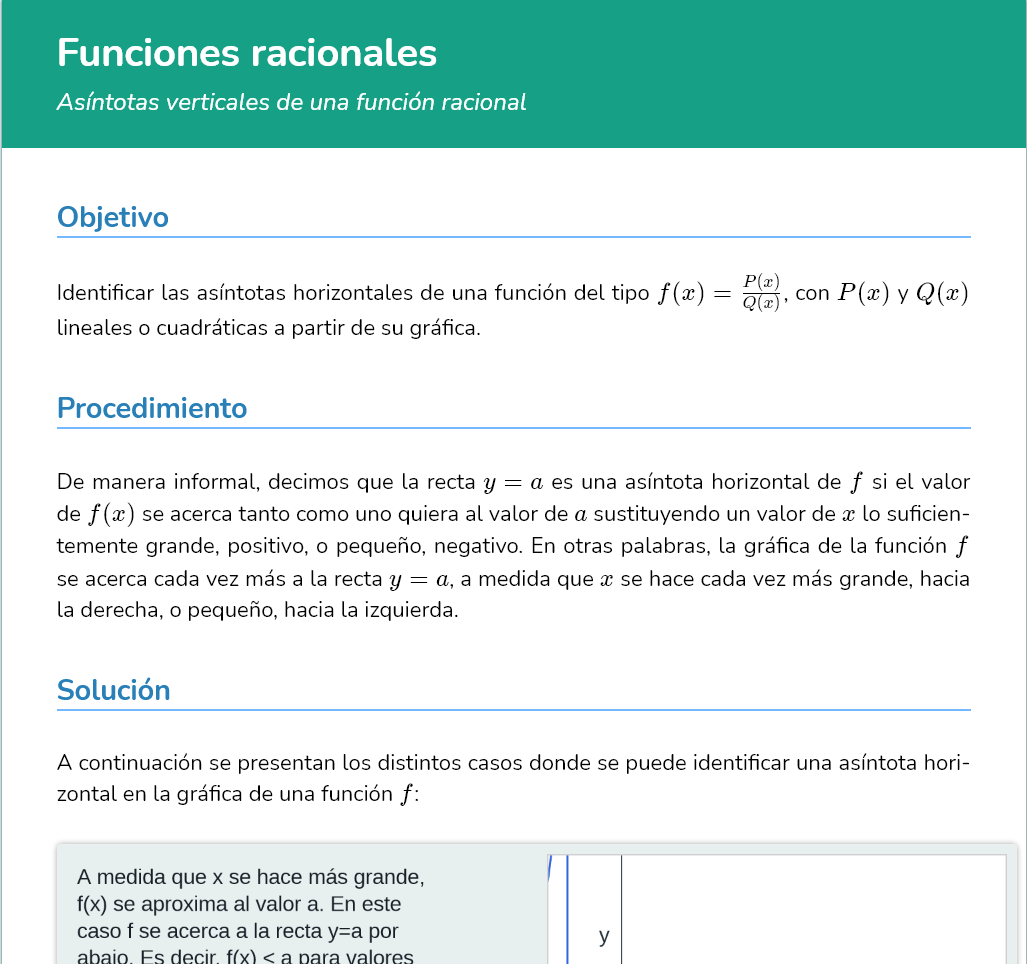 Funciones racionales
Asíntotas verticales de una función racional
Objetivo
Identificar las asíntotas horizontales de una función del tipo f(x) = P(x)/Q(x), con P(x) y Q(x)
lineales o cuadráticas a partir de su gráfica.
Procedimiento
De manera informal, decimos que la recta y = a es una asíntota horizontal de f si el valor
de f(x) se acerca tanto como uno quiera al valor de a sustituyendo un valor de x lo suficien-
temente grande, positivo, o pequeño, negativo. En otras palabras, la gráfica de la función f
se acerca cada vez más a la recta y = a, a medida que x se hace cada vez más grande, hacia
la derecha, o pequeño, hacia la izquierda.
Solución
A continuación se presentan los distintos casos donde se puede identificar una asíntota hori-
zontal en la gráfica de una función f:
A medida que x se hace más grande,
f(x) se aproxima al valor a. En este
caso f se acerca a la recta y=a por
abajo. Es decir, f(x) < a para valores
y